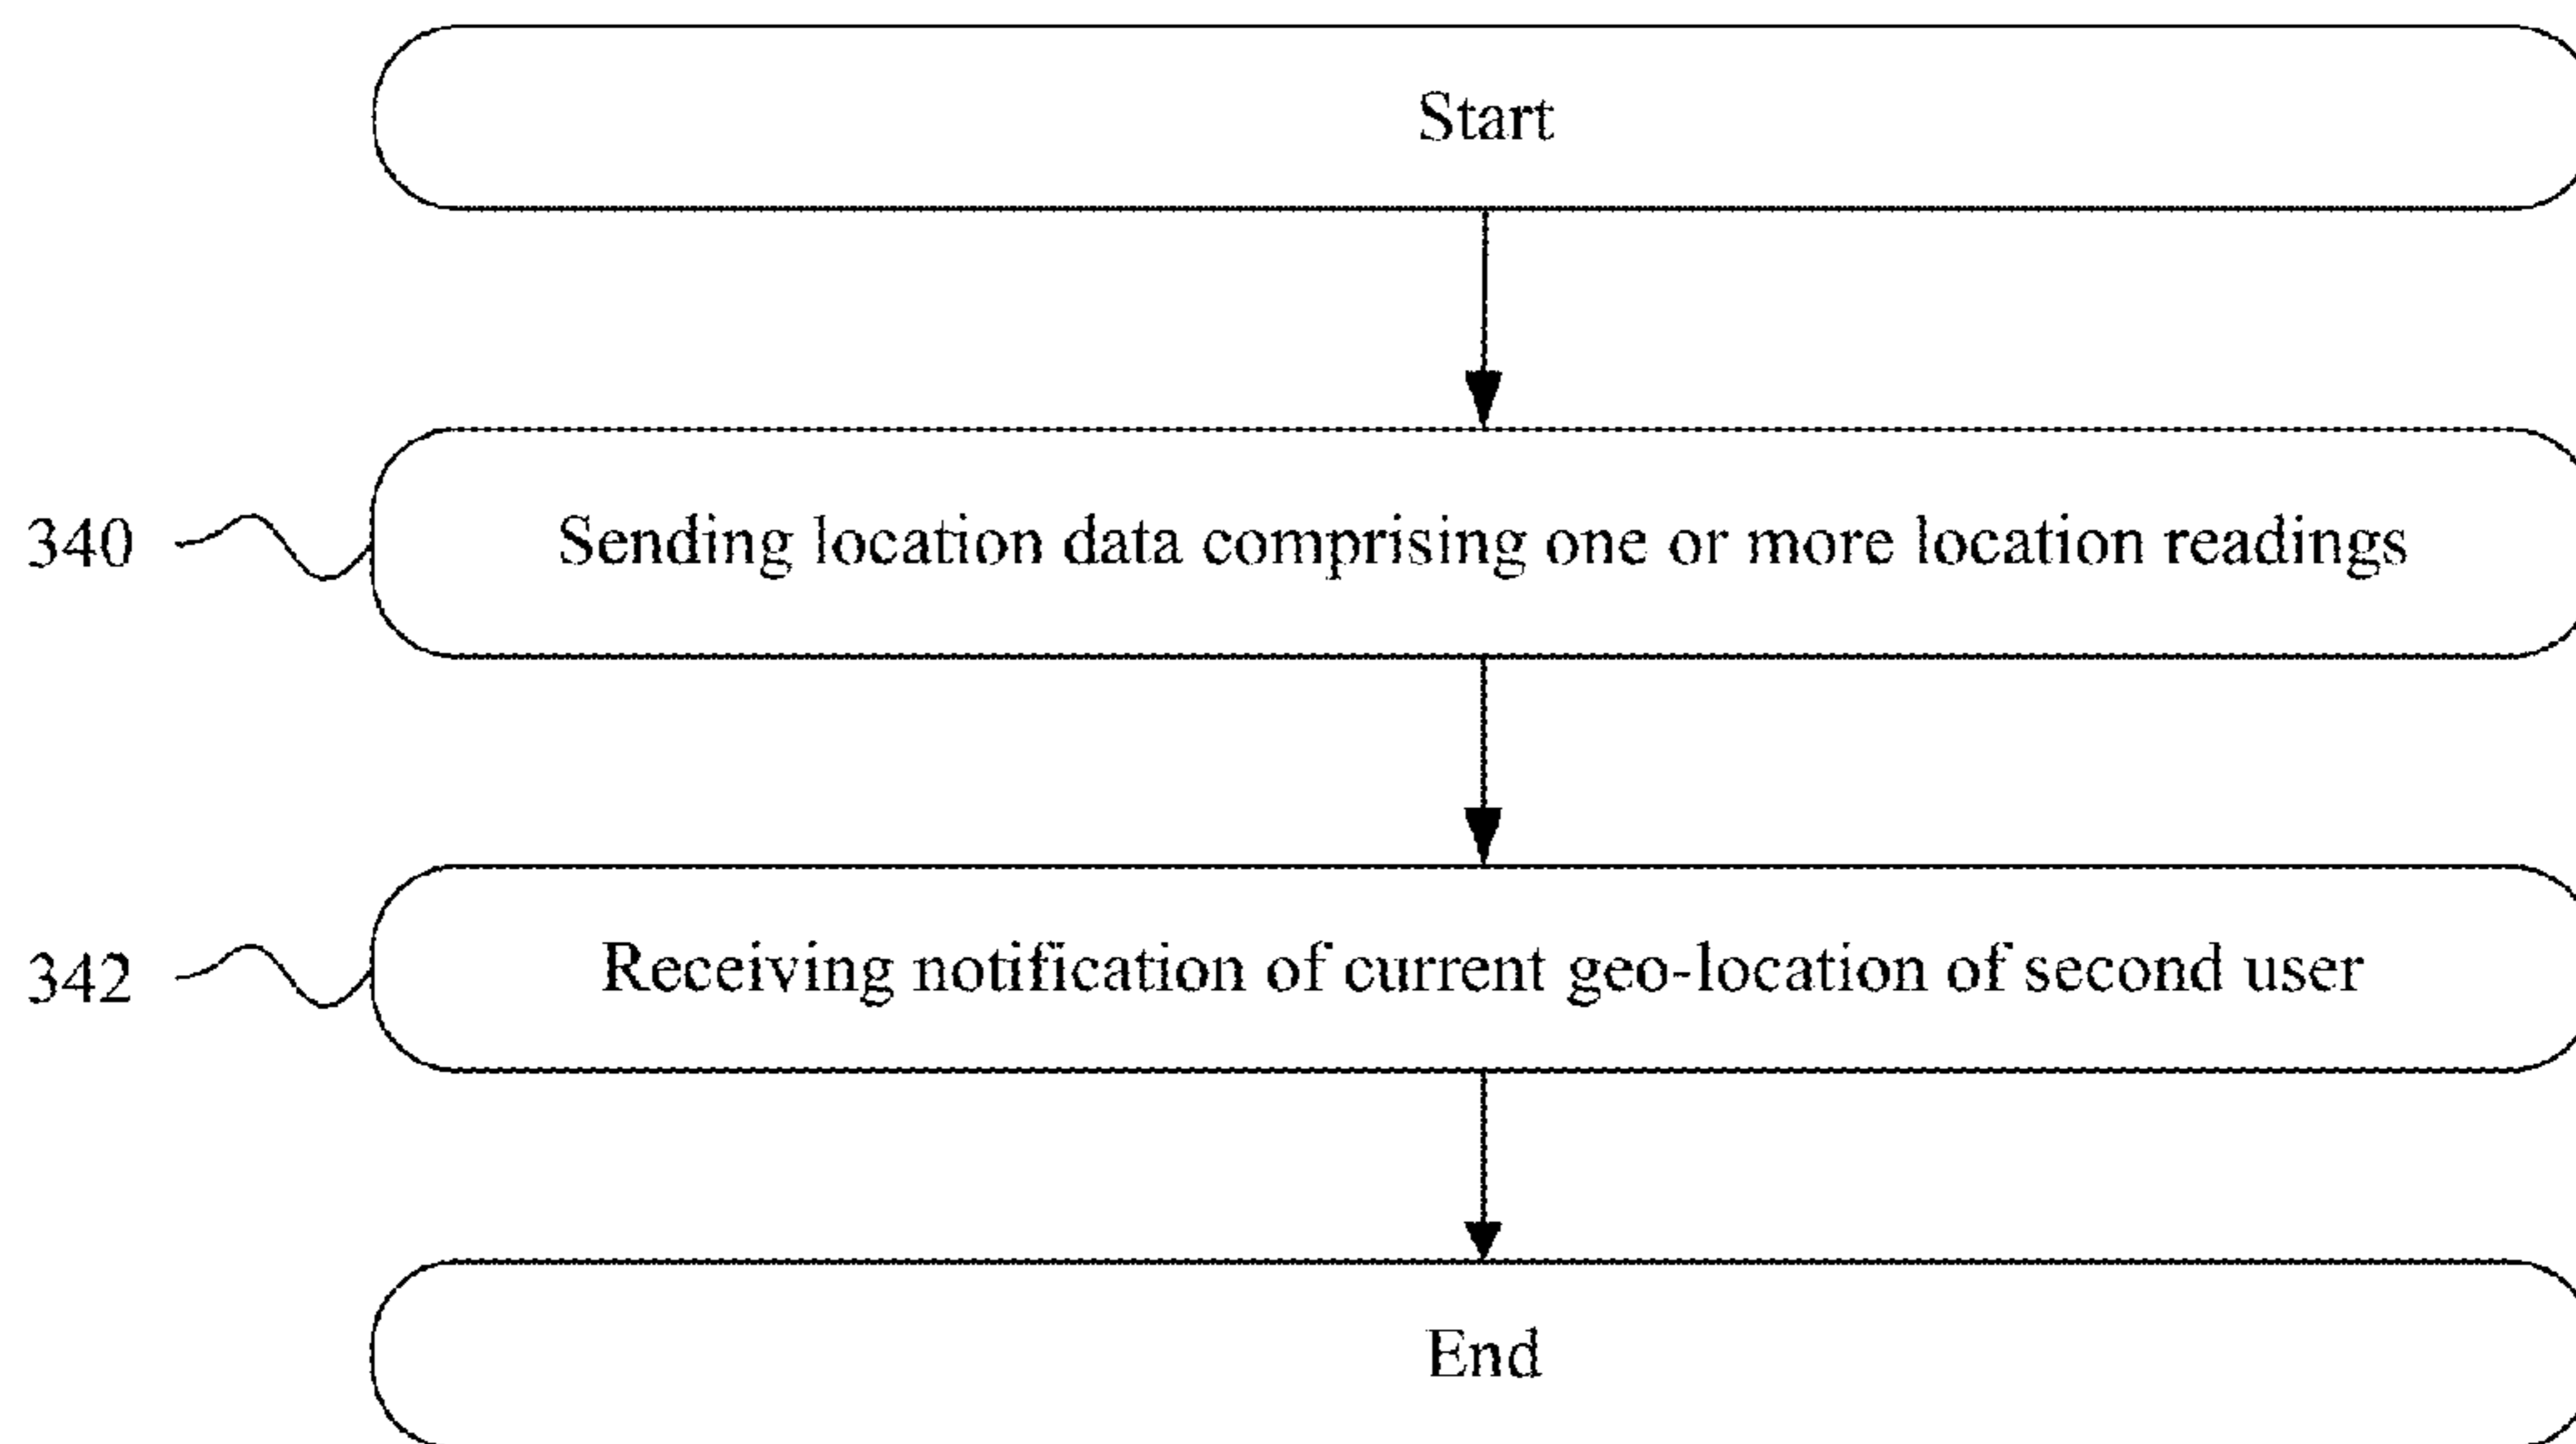 Start
340
Sending location data comprising one or more location readings
342
Receiving notification of current geo-location of second user
End